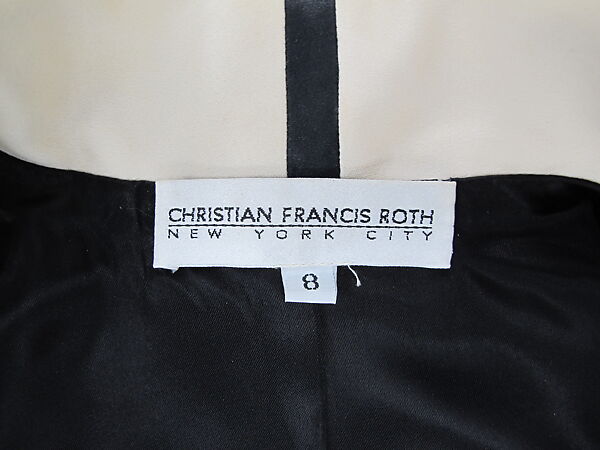 CHRISTIAN FRANCIS ROTH
NEW YORK CITY
8